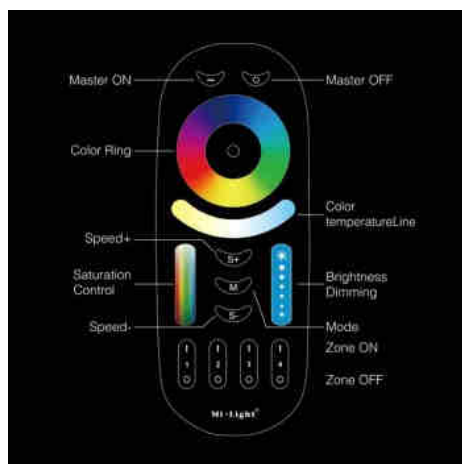 Master ON
Master OFF
Color Ring
Color
temperatureLine
Speed+
S+
Saturation
Control
M
Brightness
Dimming
Speed-
S-
Mode
Zone ON
1 2 3 4
Zone OFF
Mi·Light®